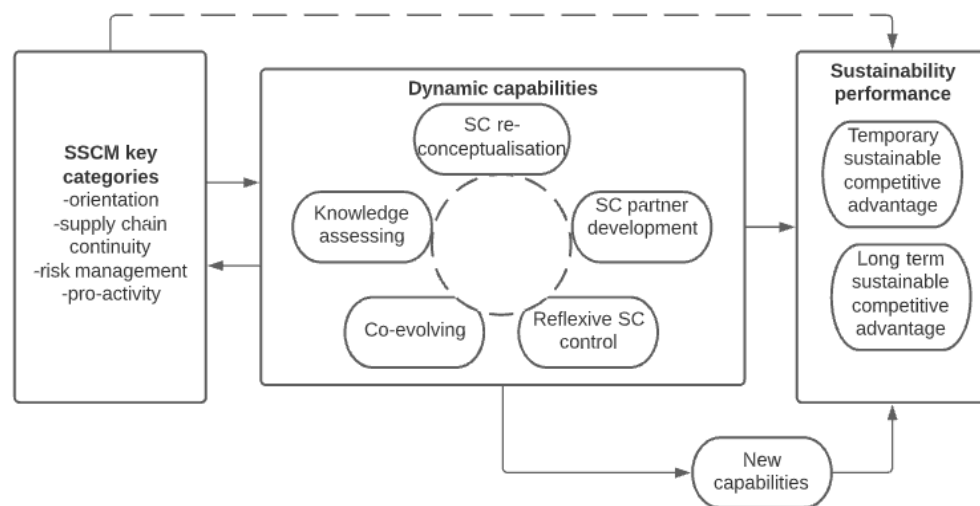 SSCM key
categories
-orientation
-supply chain
continuity
-risk management
-pro-activity
Dynamic capabilities
SC re-
conceptualisation
Knowledge
assessing
SC partner
development
Co-evolving
Reflexive SC
control
Sustainability
performance
Temporary
sustainable
competitive
advantage
Long term
sustainable
competitive
advantage
New
capabilities